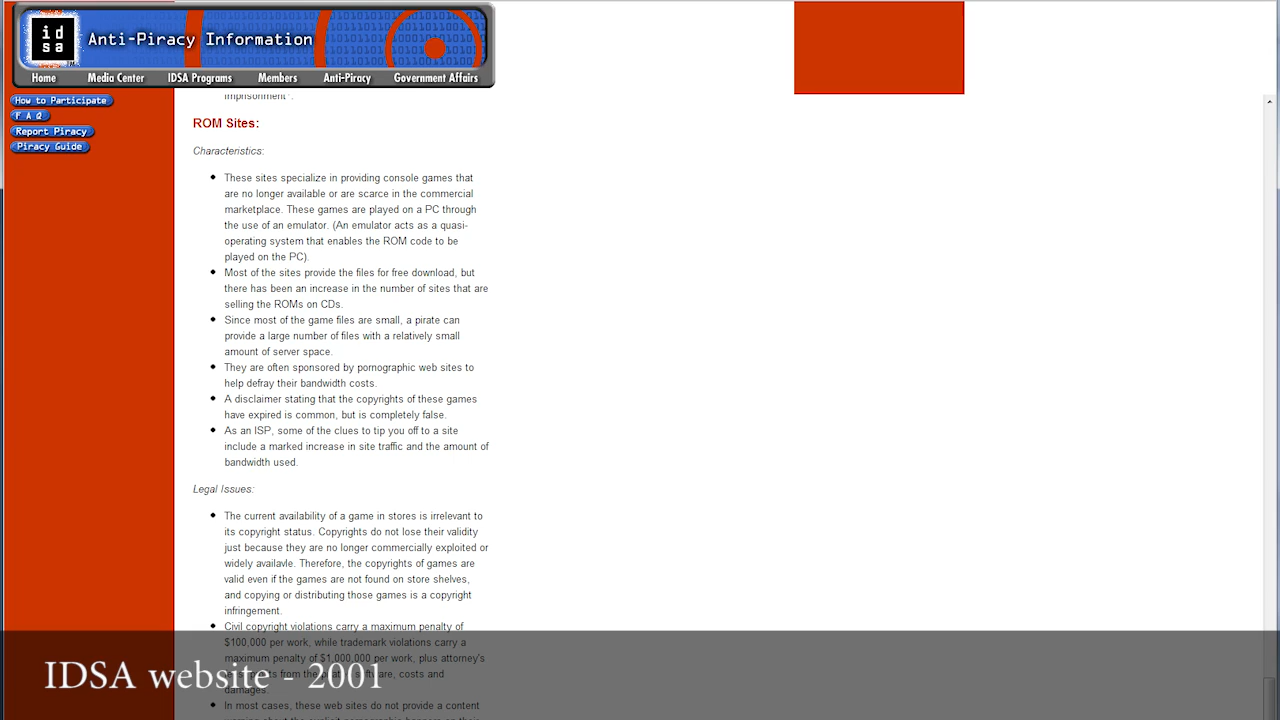 id
sa
Anti-Piracy Information
Home Media Center IDSA Programs Members Anti-Piracy Government Affairs
How to Participate
F A Q
Report Piracy
Piracy Guide
imprisonment
ROM Sites:
Characteristics:
These sites specialize in providing console games that
are no longer available or are scarce in the commercial
marketplace. These games are played on a PC through
the use of an emulator. (An emulator acts as a quasi-
operating system that enables the ROM code to be
played on the PC).
Most of the sites provide the files for free download, but
there has been an increase in the number of sites that are
selling the ROMs on CDs.
Since most of the game files are small, a pirate can
provide a large number of files with a relatively small
amount of server space.
They are often sponsored by pornographic web sites to
help defray their bandwidth costs.
A disclaimer stating that the copyrights of these games
have expired is common, but is completely false.
As an ISP, some of the clues to tip you off to a site
include a marked increase in site traffic and the amount of
bandwidth used.
Legal Issues:
The current availability of a game in stores is irrelevant to
its copyright status. Copyrights do not lose their validity
just because they are no longer commercially exploited or
widely availavle. Therefore, the copyrights of games are
valid even if the games are not found on store shelves,
and copying or distributing those games is a copyright
infringement.
Civil copyright violations carry a maximum penalty of
$100,000 per work, while trademark violations carry a
maximum penalty of $1,000,000 per work, plus attorney's
from the costs and
damages.
In most cases, these web sites do not provide a content
IDSA website - 2001